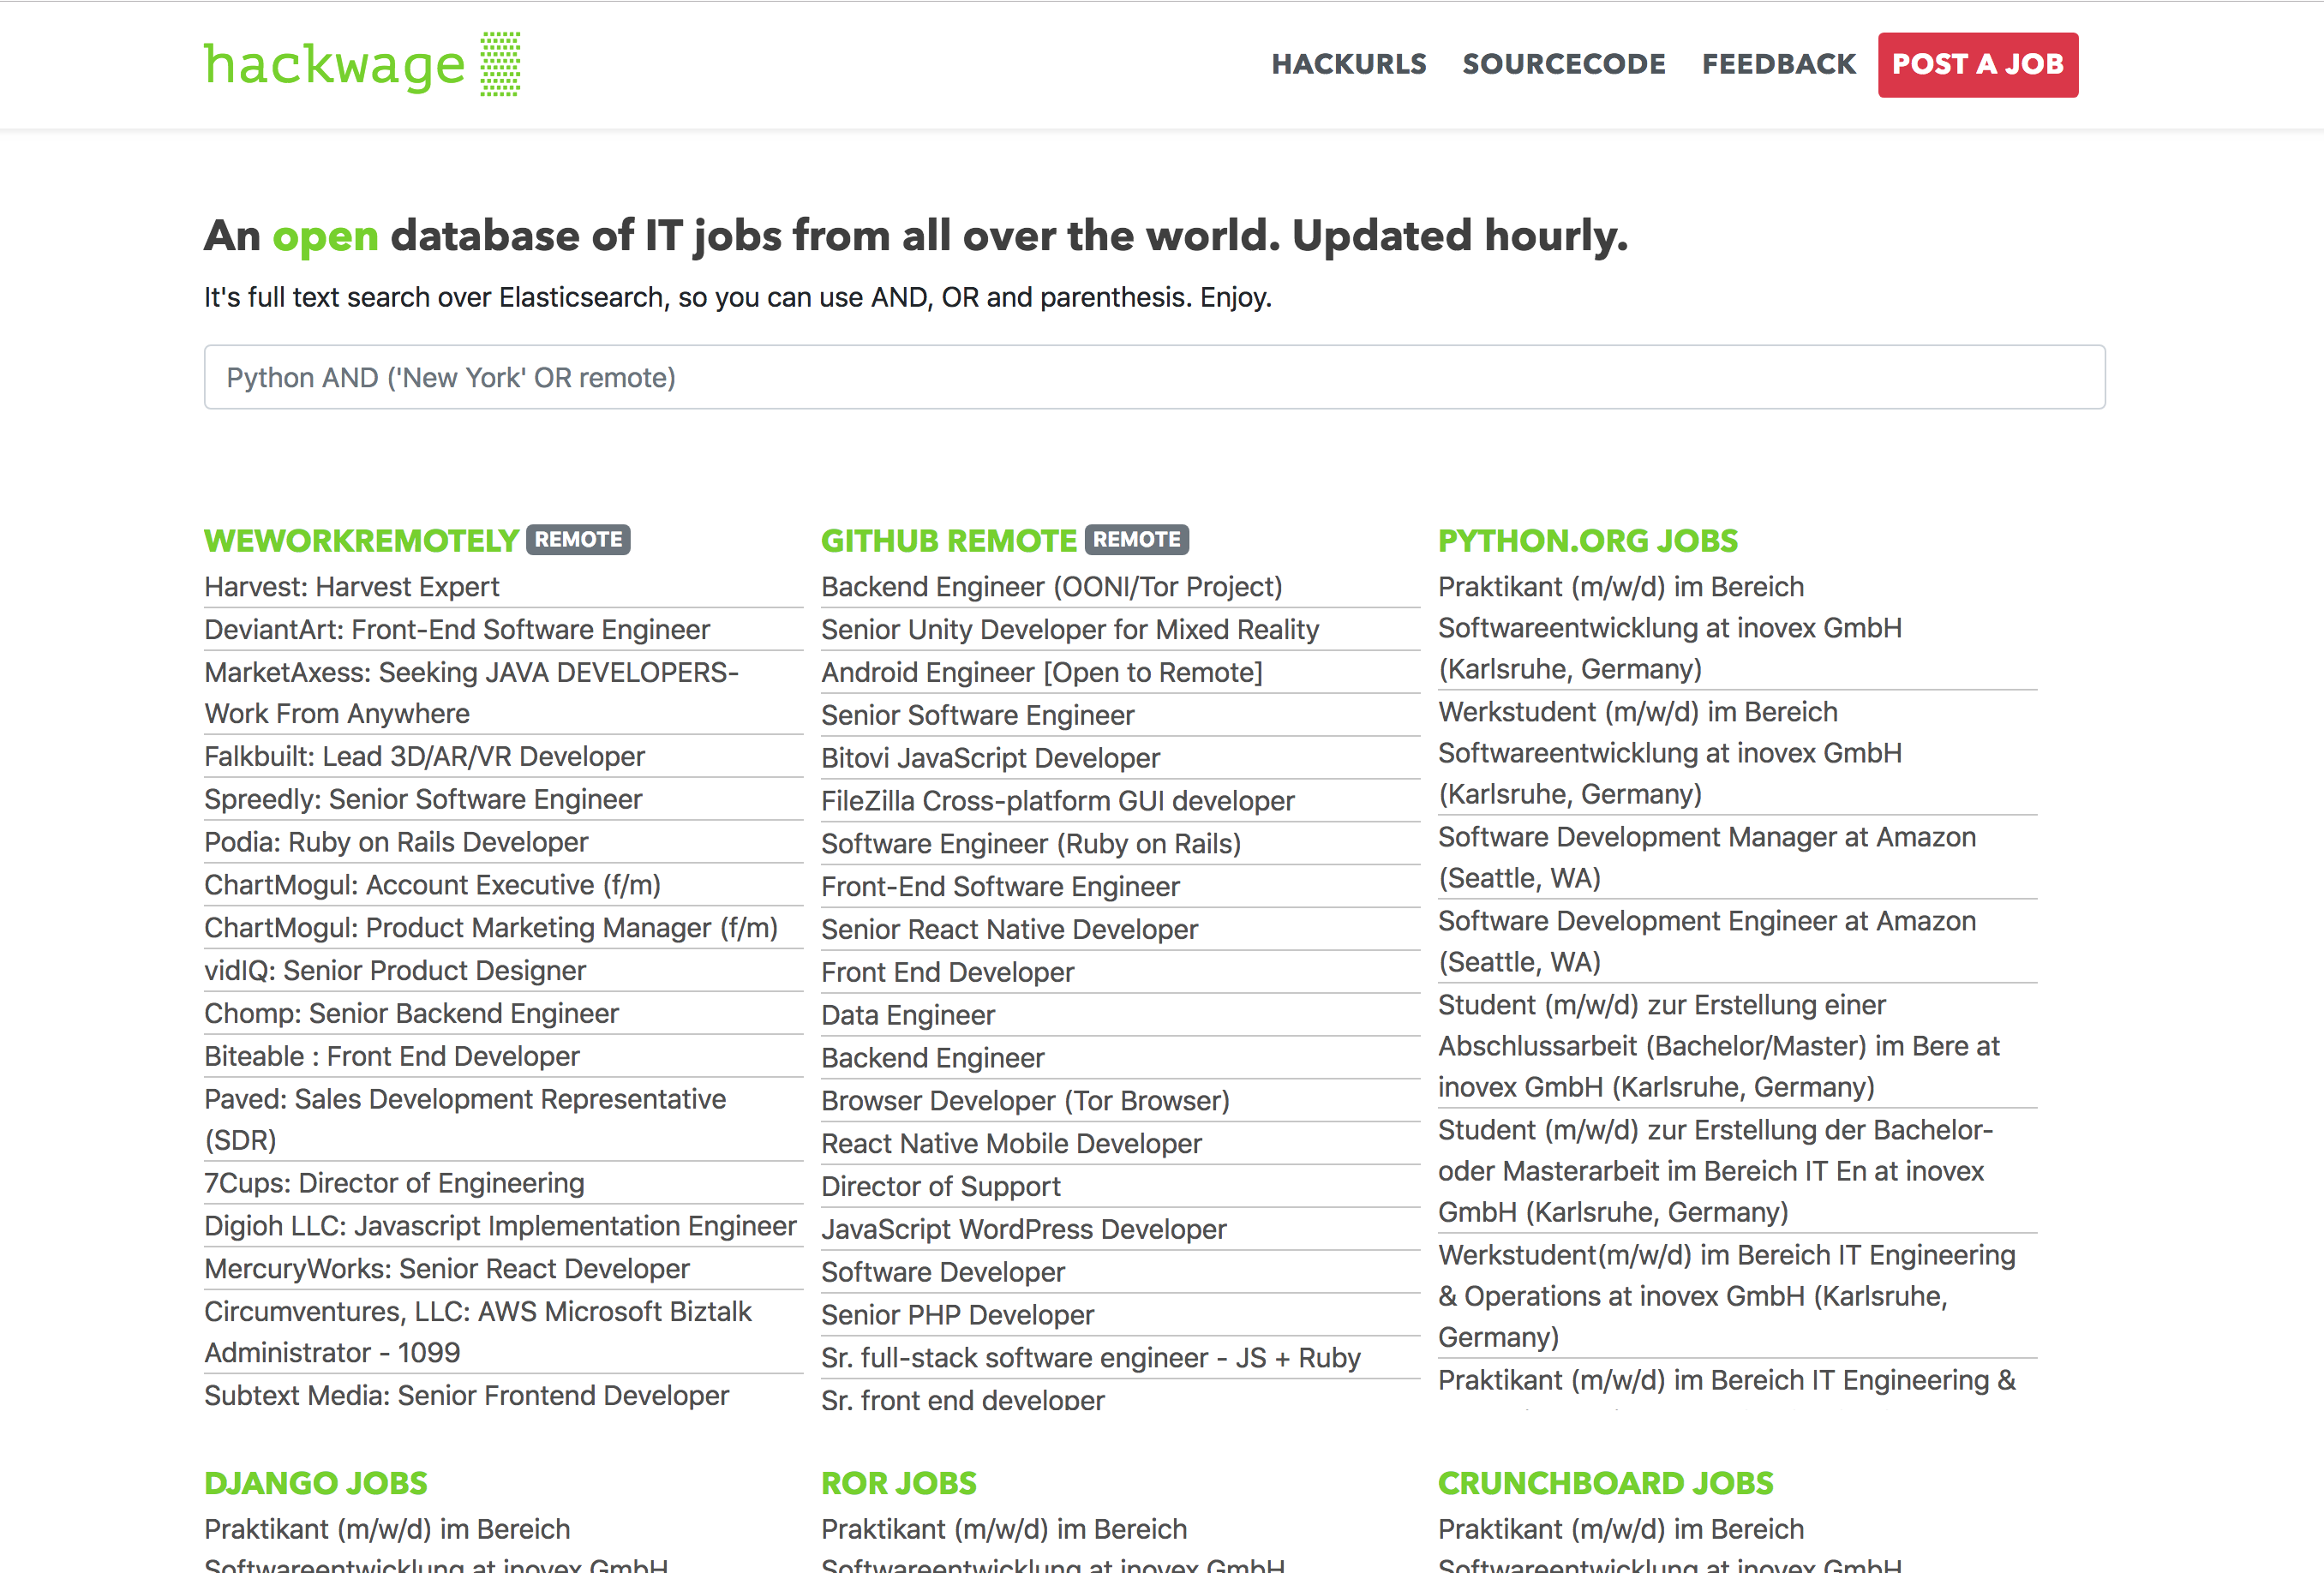 hackwage
HACKURLS SOURCECODE FEEDBACK POST A JOB
An open database of IT jobs from all over the world. Updated hourly.
It's full text search over Elasticsearch, so you can use AND, OR and parenthesis. Enjoy.
Python AND ('New York' OR remote)
WEWORKREMOTELY REMOTE
Harvest: Harvest Expert
DeviantArt: Front-End Software Engineer
MarketAxess: Seeking JAVA DEVELOPERS-
Work From Anywhere
Falkbuilt: Lead 3D/AR/VR Developer
Spreedly: Senior Software Engineer
Podia: Ruby on Rails Developer
ChartMogul: Account Executive (f/m)
ChartMogul: Product Marketing Manager (f/m)
vidIQ: Senior Product Designer
Chomp: Senior Backend Engineer
Biteable : Front End Developer
Paved: Sales Development Representative
(SDR)
7Cups: Director of Engineering
Digioh LLC: Javascript Implementation Engineer
MercuryWorks: Senior React Developer
Circumventures, LLC: AWS Microsoft Biztalk
Administrator - 1099
Subtext Media: Senior Frontend Developer
GITHUB REMOTE REMOTE
Backend Engineer (OONI/Tor Project)
Senior Unity Developer for Mixed Reality
Android Engineer [Open to Remote]
Senior Software Engineer
Bitovi JavaScript Developer
FileZilla Cross-platform GUI developer
Software Engineer (Ruby on Rails)
Front-End Software Engineer
Senior React Native Developer
Front End Developer
Data Engineer
Backend Engineer
Browser Developer (Tor Browser)
React Native Mobile Developer
Director of Support
JavaScript WordPress Developer
Software Developer
Senior PHP Developer
Sr. full-stack software engineer - JS + Ruby
Sr. front end developer
PYTHON.ORG JOBS
Praktikant (m/w/d) im Bereich
Softwareentwicklung at inovex GmbH
(Karlsruhe, Germany)
Werkstudent (m/w/d) im Bereich
Softwareentwicklung at inovex GmbH
(Karlsruhe, Germany)
Software Development Manager at Amazon
(Seattle, WA)
Software Development Engineer at Amazon
(Seattle, WA)
Student (m/w/d) zur Erstellung einer
Abschlussarbeit (Bachelor/Master) im Bere at
inovex GmbH (Karlsruhe, Germany)
Student (m/w/d) zur Erstellung der Bachelor-
oder Masterarbeit im Bereich IT En at inovex
GmbH (Karlsruhe, Germany)
Werkstudent(m/w/d) im Bereich IT Engineering
& Operations at inovex GmbH (Karlsruhe,
Germany)
Praktikant (m/w/d) im Bereich IT Engineering &
DJANGO JOBS
Praktikant (m/w/d) im Bereich
Softwareentwicklung at inovex GmbH
ROR JOBS
Praktikant (m/w/d) im Bereich
Softwareentwicklung at inovex GmbH
CRUNCHBOARD JOBS
Praktikant (m/w/d) im Bereich
Softwareentwicklung at inovex GmbH